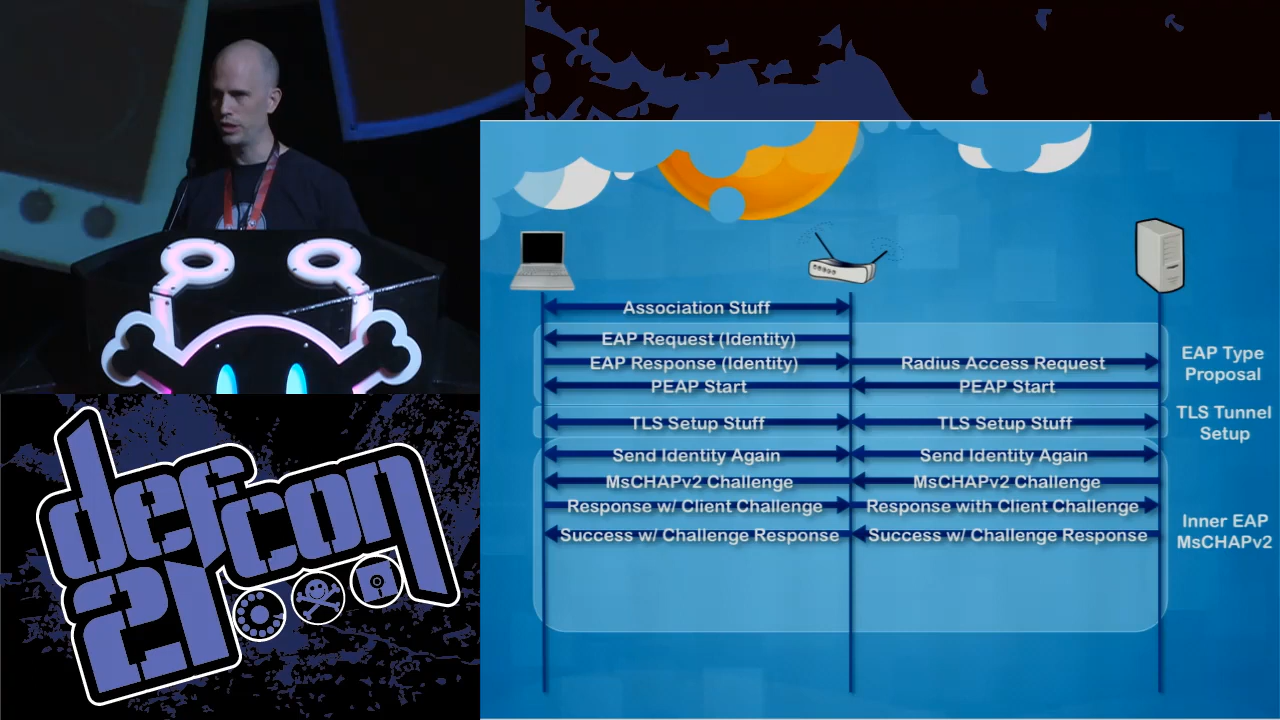 Association Stuff
EAP Request (Identity)
EAP Response (Identity) Radius Access Request
PEAP Start PEAP Start
EAP Type
Proposal
TLS Setup Stuff TLS Setup Stuff
TLS Tunnel
Setup
Send Identity Again Send Identity Again
MsCHAPv2 Challenge MsCHAPv2 Challenge
Response w/ Client Challenge Response with Client Challenge
Success w/ Challenge Response Success w/ Challenge Response
Inner EAP
MsCHAPv2
defcon
21